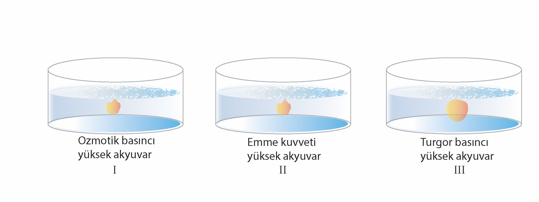 Ozmotik basıncı
yüksek akyuvar
I
Emme kuvveti
yüksek akyuvar
II
Turgor basıncı
yüksek akyuvar
III